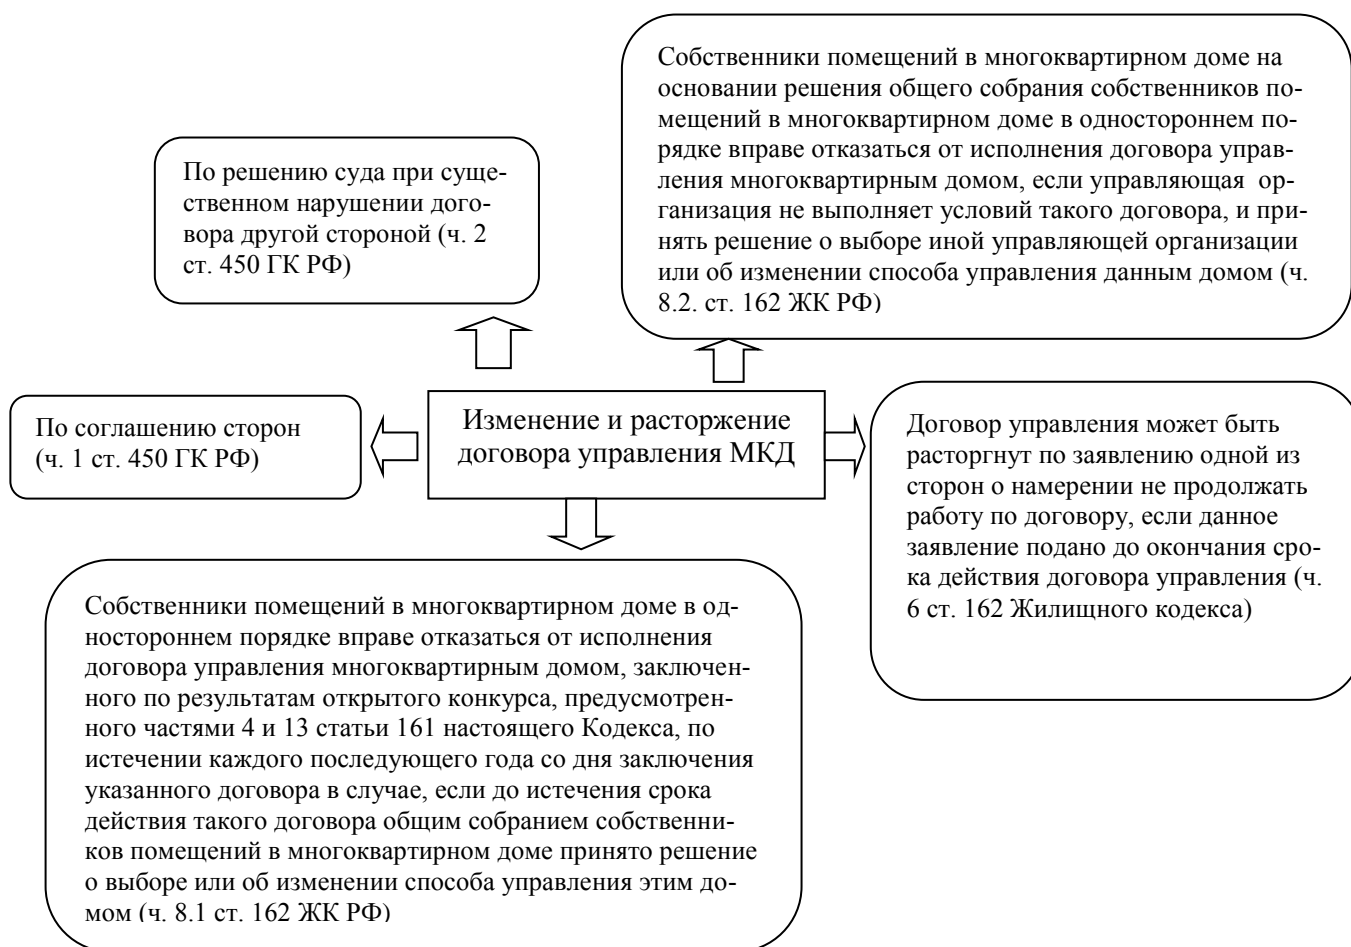 Собственники помещений в многоквартирном доме на
основании решения общего собрания собственников по-
мещений в многоквартирном доме в одностороннем по-
рядке вправе отказаться от исполнения договора управ-
ления многоквартирным домом, если управляющая ор-
ганизация не выполняет условий такого договора, и при-
нять решение о выборе иной управляющей организации
или об изменении способа управления данным домом (ч.
8.2. ст. 162 ЖК РФ)
По решению суда при суще-
ственном нарушении дого-
вора другой стороной (ч. 2
ст. 450 ГК РФ)
По соглашению сторон
(ч. 1 ст. 450 ГК РФ)
Изменение и расторжение
договора управления МКД
Договор управления может быть
расторгнут по заявлению одной из
сторон о намерении не продолжать
работу по договору, если данное
заявление подано до окончания сро-
ка действия договора управления (ч.
6 ст. 162 Жилищного кодекса)
Собственники помещений в многоквартирном доме в од-
ностороннем порядке вправе отказаться от исполнения
договора управления многоквартирным домом, заключен-
ного по результатам открытого конкурса, предусмотрен-
ного частями 4 и 13 статьи 161 настоящего Кодекса, по
истечении каждого последующего года со дня заключения
указанного договора в случае, если до истечения срока
действия такого договора общим собранием собственни-
ков помещений в многоквартирном доме принято решение
о выборе или об изменении способа управления этим до-
мом (ч. 8.1 ст. 162 ЖК РФ)